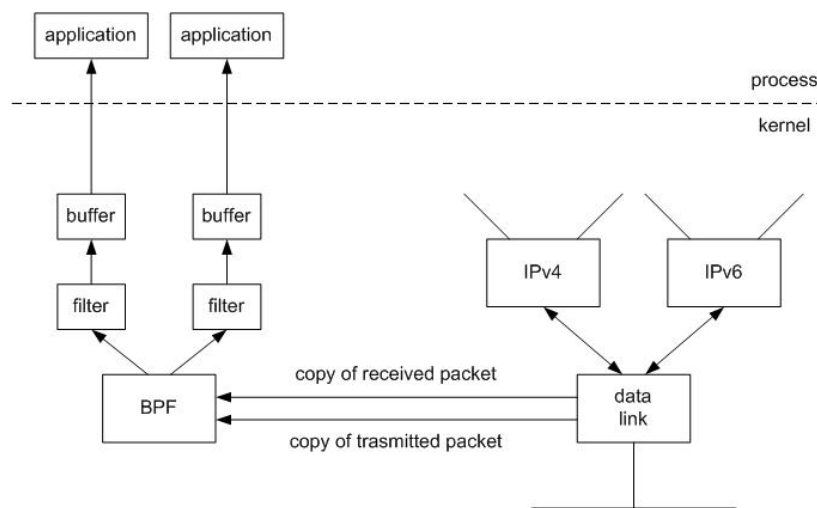 application
application
process
kernel
buffer
buffer
IPv4
IPv6
filter
filter
copy of received packet
BPF
data
link
copy of trasmitted packet